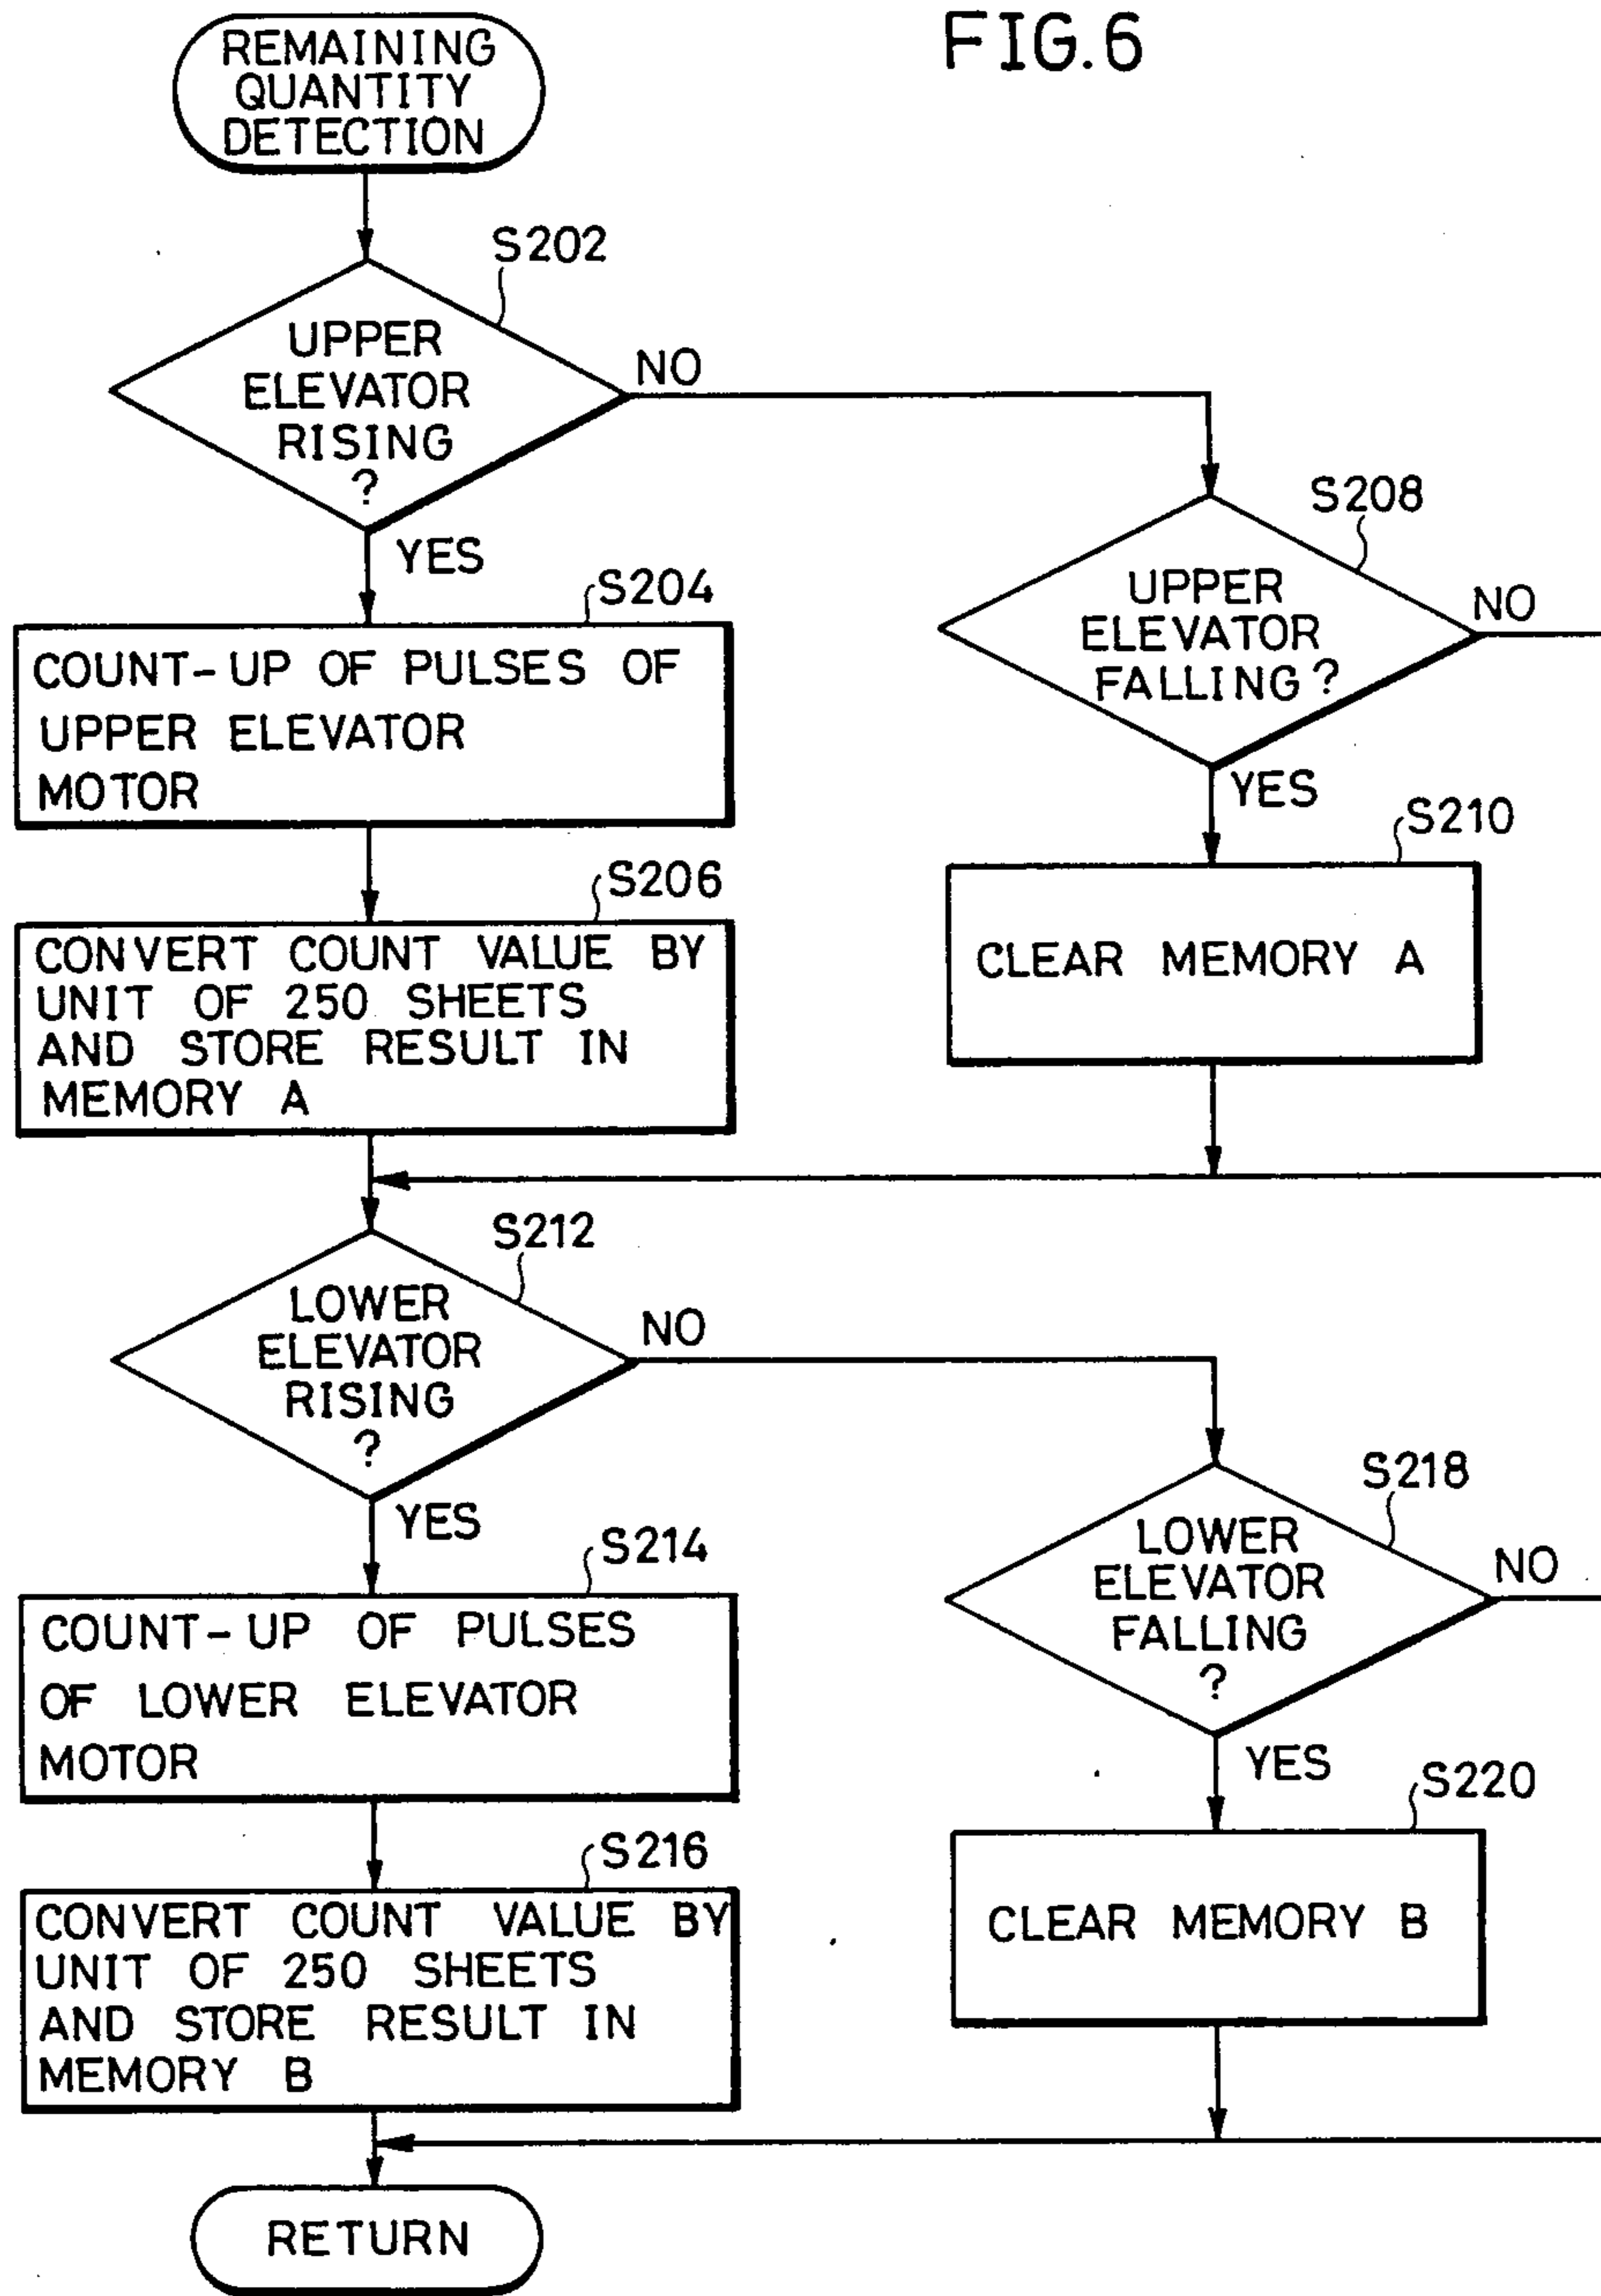 FIG.6
REMAINING
QUANTITY
DETECTION
S202
UPPER
ELEVATOR
RISING
?
NO
YES
S208
UPPER
ELEVATOR
FALLING?
NO
YES
S204
COUNT-UP OF PULSES OF
UPPER ELEVATOR
MOTOR
S210
CLEAR MEMORY A
S206
CONVERT COUNT VALUE BY
UNIT OF 250 SHEETS
AND STORE RESULT IN
MEMORY A
S212
LOWER
ELEVATOR
RISING
?
NO
YES
S218
LOWER
ELEVATOR
FALLING
?
NO
YES
S214
COUNT-UP OF PULSES
OF LOWER ELEVATOR
MOTOR
S220
CLEAR MEMORY B
S216
CONVERT COUNT VALUE BY
UNIT OF 250 SHEETS
AND STORE RESULT IN
MEMORY B
RETURN